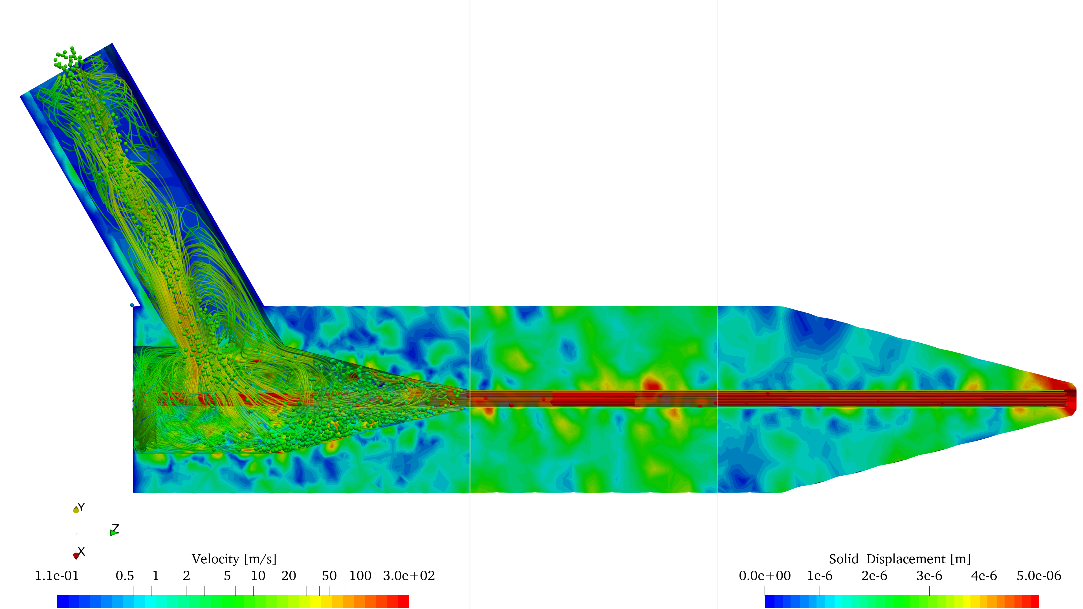 Y
Z
X
Velocity [m/s]
1.1e-01 0.5 1 2 5 10 20 50 100 3.0e+02
Solid Displacement [m]
0.0e+00 1e-6 2e-6 3e-6 4e-6 5.0e-06